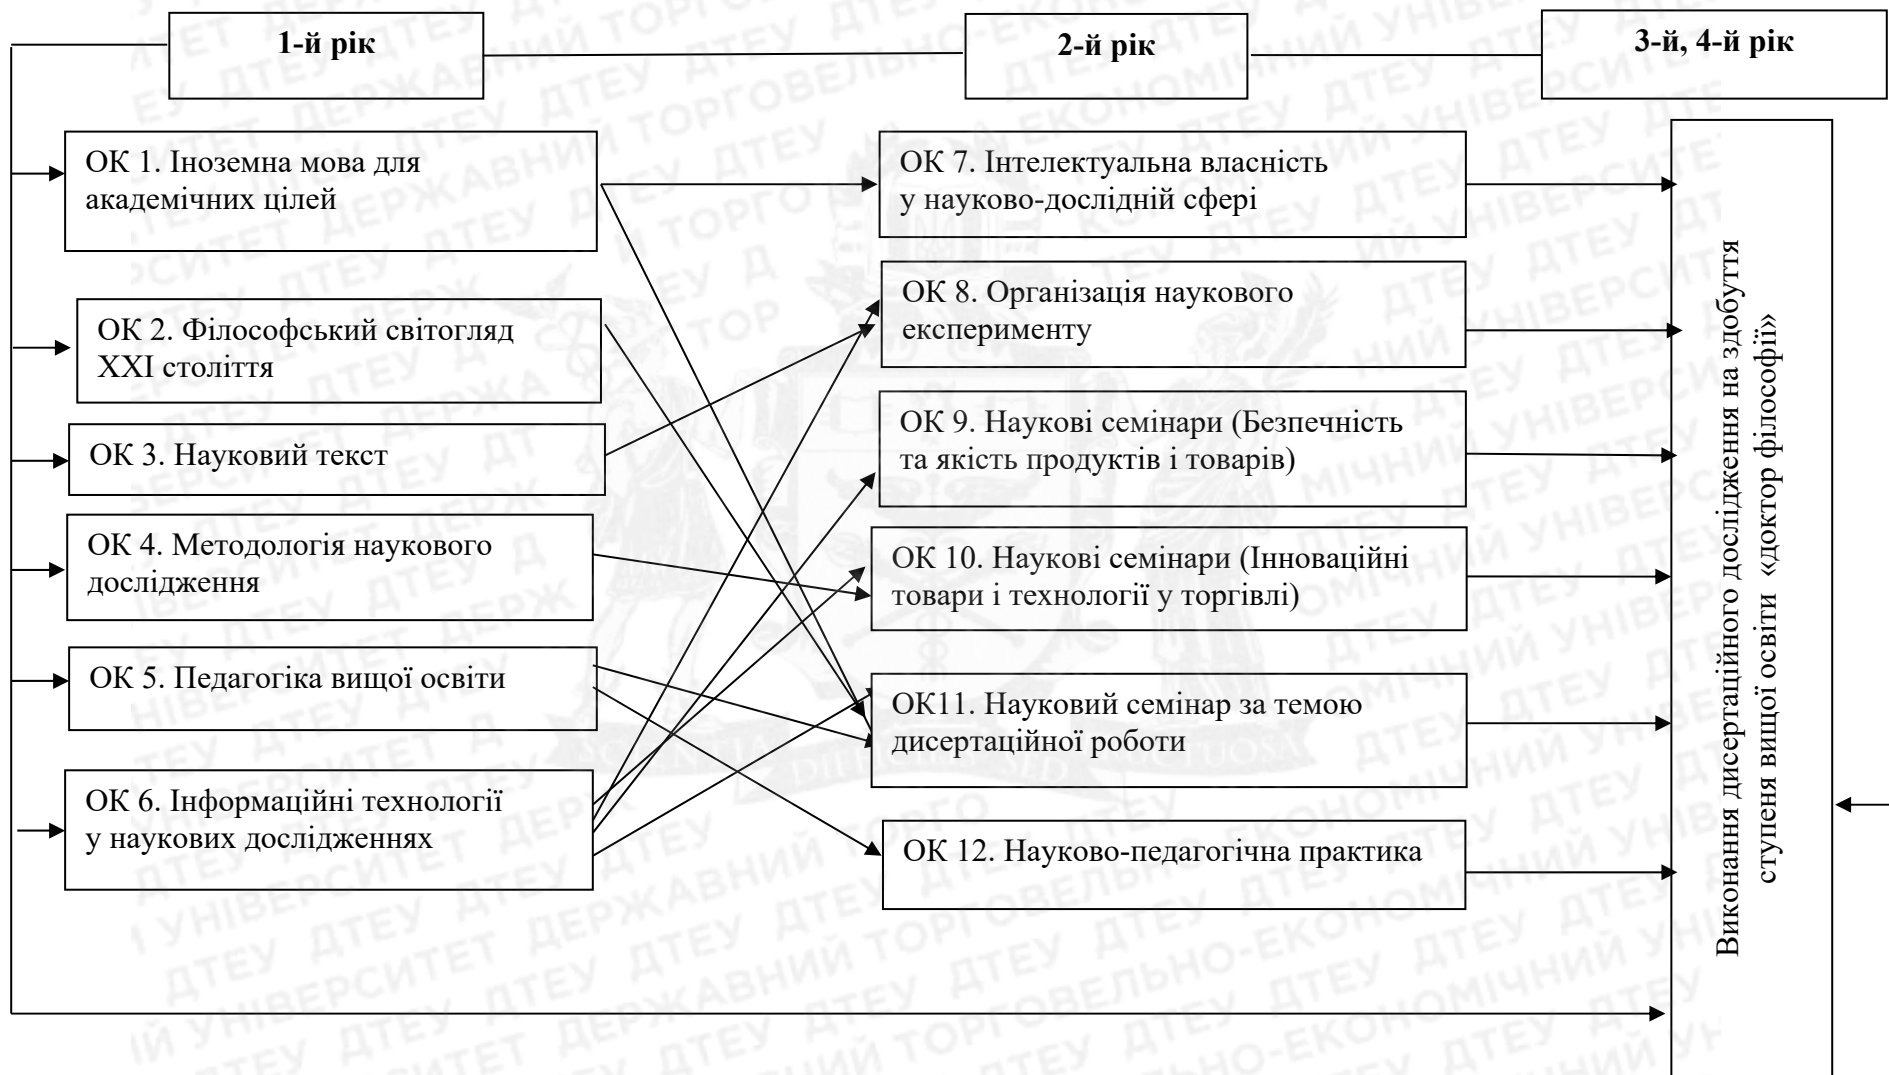 1-й рік
2-й рік
3-й, 4-й рік
ОК 1. Іноземна мова для
академічних цілей
ОК 2. Філософський світогляд
ХХІ століття
ОК 3. Науковий текст
ОК 4. Методологія наукового
дослідження
ОК 5. Педагогіка вищої освіти
ОК 6. Інформаційні технології
у наукових дослідженнях
ОК 7. Інтелектуальна власність
у науково-дослідній сфері
ОК 8. Організація наукового
експерименту
ОК 9. Наукові семінари (Безпечність
та якість продуктів і товарів)
ОК 10. Наукові семінари (Інноваційні
товари і технології у торгівлі)
ОК11. Науковий семінар за темою
дисертаційної роботи
ОК 12. Науково-педагогічна практика
Виконання дисертаційного дослідження на здобуття
ступеня вищої освіти «доктор філософії»